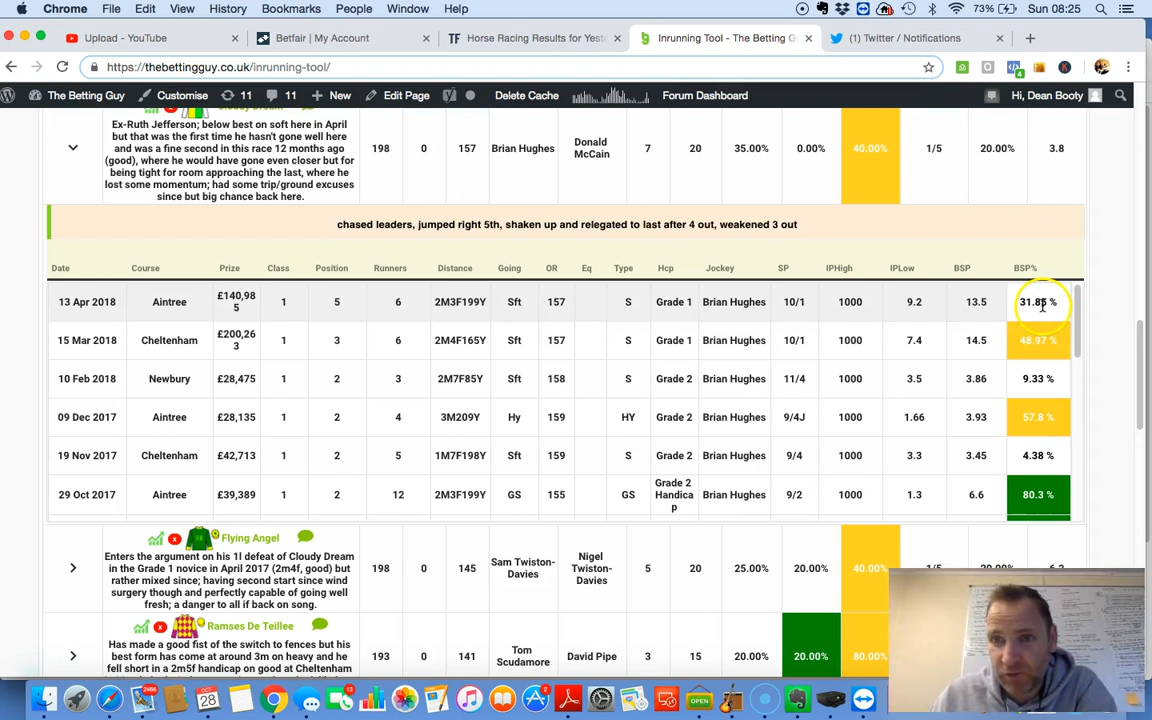 Chrome File Edit View History Bookmarks People Window Help 73% Sun 08:25
Upload - YouTube × Betfair | My Account × Horse Racing Results for Yest × Inrunning Tool - The Betting G × (1) Twitter / Notifications × +
https://thebettingguy.co.uk/inrunning-tool/
The Betting Guy Customise 11 11 New Edit Page Delete Cache Forum Dashboard Hi, Dean Booty
Ex-Ruth Jefferson; below best on soft here in April
but that was the first time he hasn't gone well here
and was a fine second in this race 12 months ago
(good), where he would have gone even closer but for
being tight for room approaching the last, where he
lost some momentum; had some trip/ground excuses
since but big chance back here.
198 0 157 Brian Hughes Donald McCain 7 20 35.00% 0.00% 40.00% 1/5 20.00% 3.8
chased leaders, jumped right 5th, shaken up and relegated to last after 4 out, weakened 3 out
Date Course Prize Class Position Runners Distance Going OR Eq Type Hcp Jockey SP IPHigh IPLow BSP BSP%
13 Apr 2018 Aintree £140,985 1 5 6 2M3F199Y Sft 157 S Grade 1 Brian Hughes 10/1 1000 9.2 13.5 31.85 %
15 Mar 2018 Cheltenham £200,263 1 3 6 2M4F165Y Sft 157 S Grade 1 Brian Hughes 10/1 1000 7.4 14.5 48.97 %
10 Feb 2018 Newbury £28,475 1 2 3 2M7F85Y Sft 158 S Grade 2 Brian Hughes 11/4 1000 3.5 3.86 9.33 %
09 Dec 2017 Aintree £28,135 1 2 4 3M209Y Hy 159 HY Grade 2 Brian Hughes 9/4J 1000 1.66 3.93 57.8 %
19 Nov 2017 Cheltenham £42,713 1 2 5 1M7F198Y Sft 159 S Grade 2 Brian Hughes 9/4 1000 3.3 3.45 4.38 %
29 Oct 2017 Aintree £39,389 1 2 12 2M3F199Y GS 155 GS Grade 2 Handicap Brian Hughes 9/2 1000 1.3 6.6 80.3 %
Flying Angel
Enters the argument on his 1l defeat of Cloudy Dream
in the Grade 1 novice in April 2017 (2m4f, good) but
rather mixed since; having second start since wind
surgery though and perfectly capable of going well
fresh; a danger to all if back on song.
198 0 145 Sam Twiston-Davies Nigel Twiston-Davies 5 20 25.00% 20.00% 40.00% 1/5
Ramses De Teillee
Has made a good fist of the switch to fences but his
best form has come at around 3m on heavy and he
fell short in a 2m5f handicap on good at Cheltenham
193 0 141 Tom Scudamore David Pipe 3 15 20.00% 20.00% 80.00%
OCT
28
OPEN